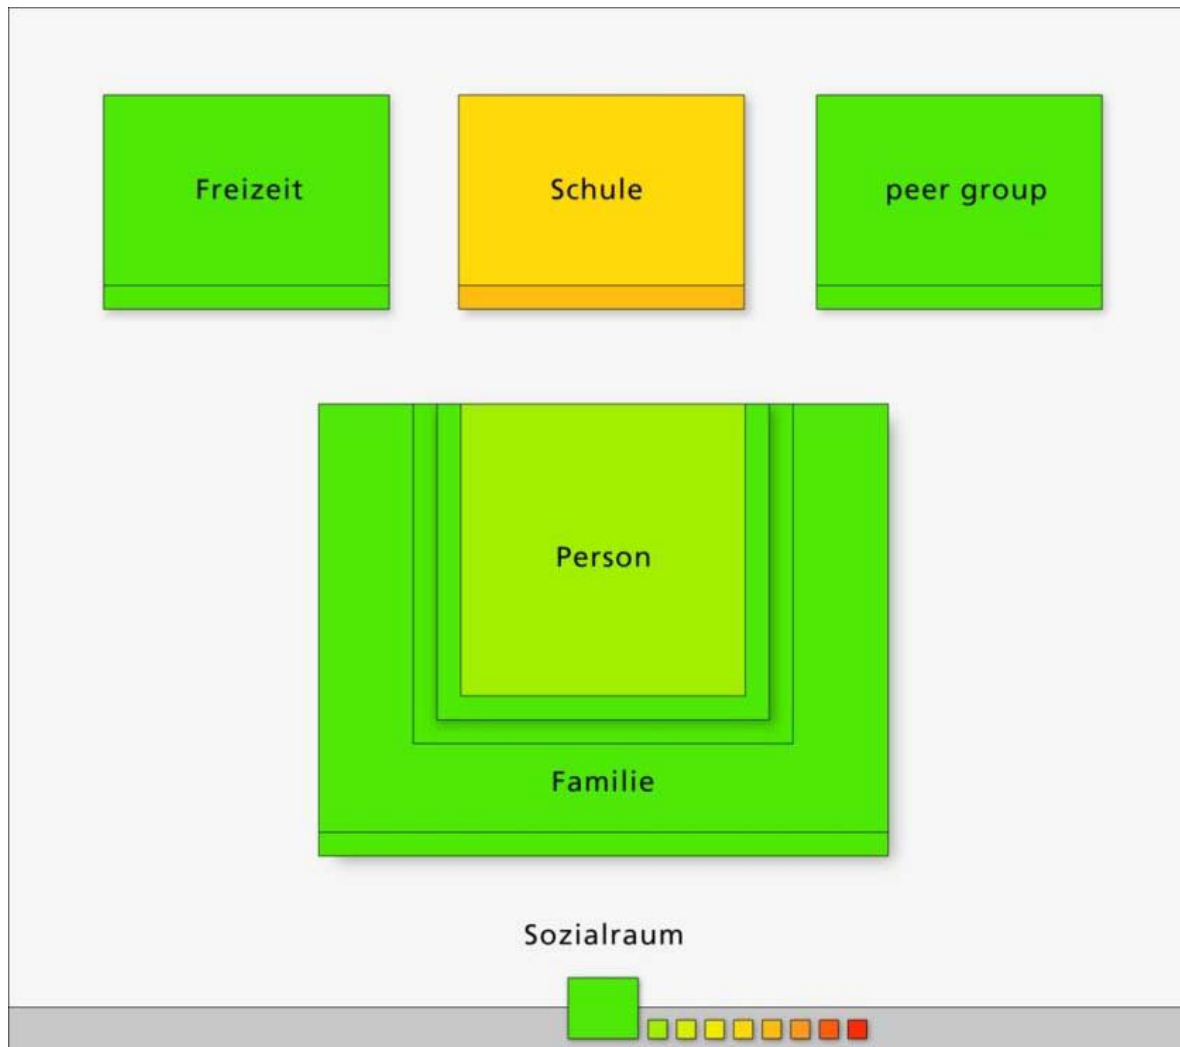 Freizeit
Schule
peer group
Person
Familie
Sozialraum